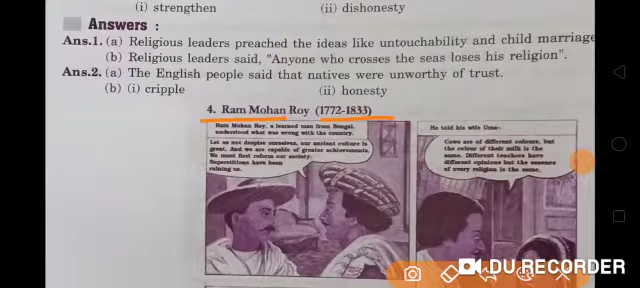 (i) strengthen (ii) dishonesty
Answers :
Ans.1. (a) Religious leaders preached the ideas like untouchability and child marriage
(b) Religious leaders said, "Anyone who crosses the seas loses his religion".
Ans.2. (a) The English people said that natives were unworthy of trust.
(b) (i) cripple (ii) honesty
4. Ram Mohan Roy (1772-1833)
Ram Mohan Roy, a learned man from Bengal,
understood what was wrong with the country.
Let us not despise ourselves, our ancient culture is
great. And we are capable of greater achievements.
We must first reform our society.
Superstitions have been
ruining us.
He told his wife Uma–
Cows are of different colours, but
the colour of their milk is the
same. Different teachers have
different opinions but the essence
of every religion is the same.
DU RECORDER